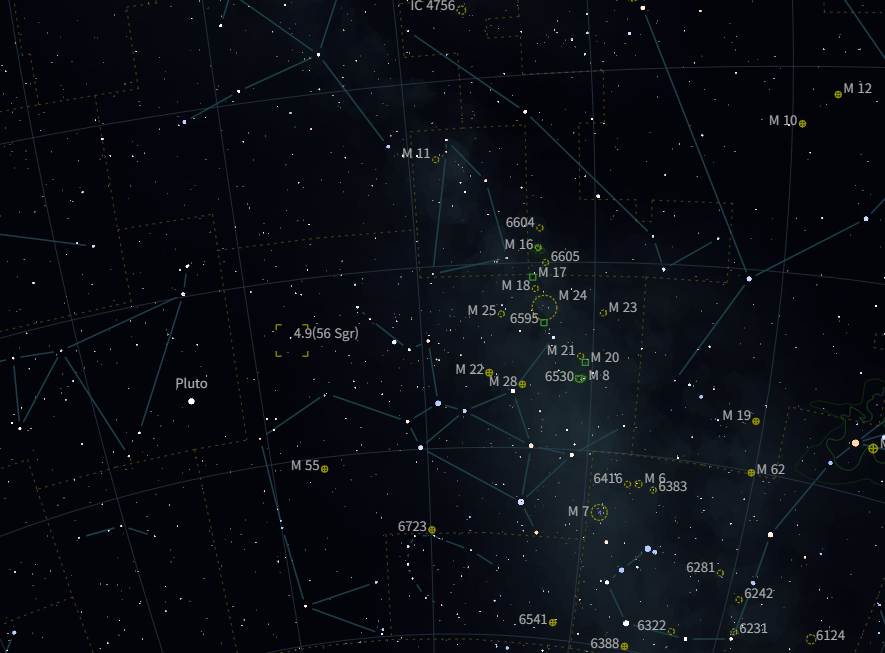 IC 4756
M 12
M 10
M 11
6604
M 16
6605
M 17
M 18
M 24
M 25
6595
M 23
4.9(56 Sgr)
M 21
M 20
M 22
6530
M 8
M 28
Pluto
M 19
M 55
M 62
6416
M 6
6383
M 7
6723
6281
6242
6541
6322
6231
6124
6388